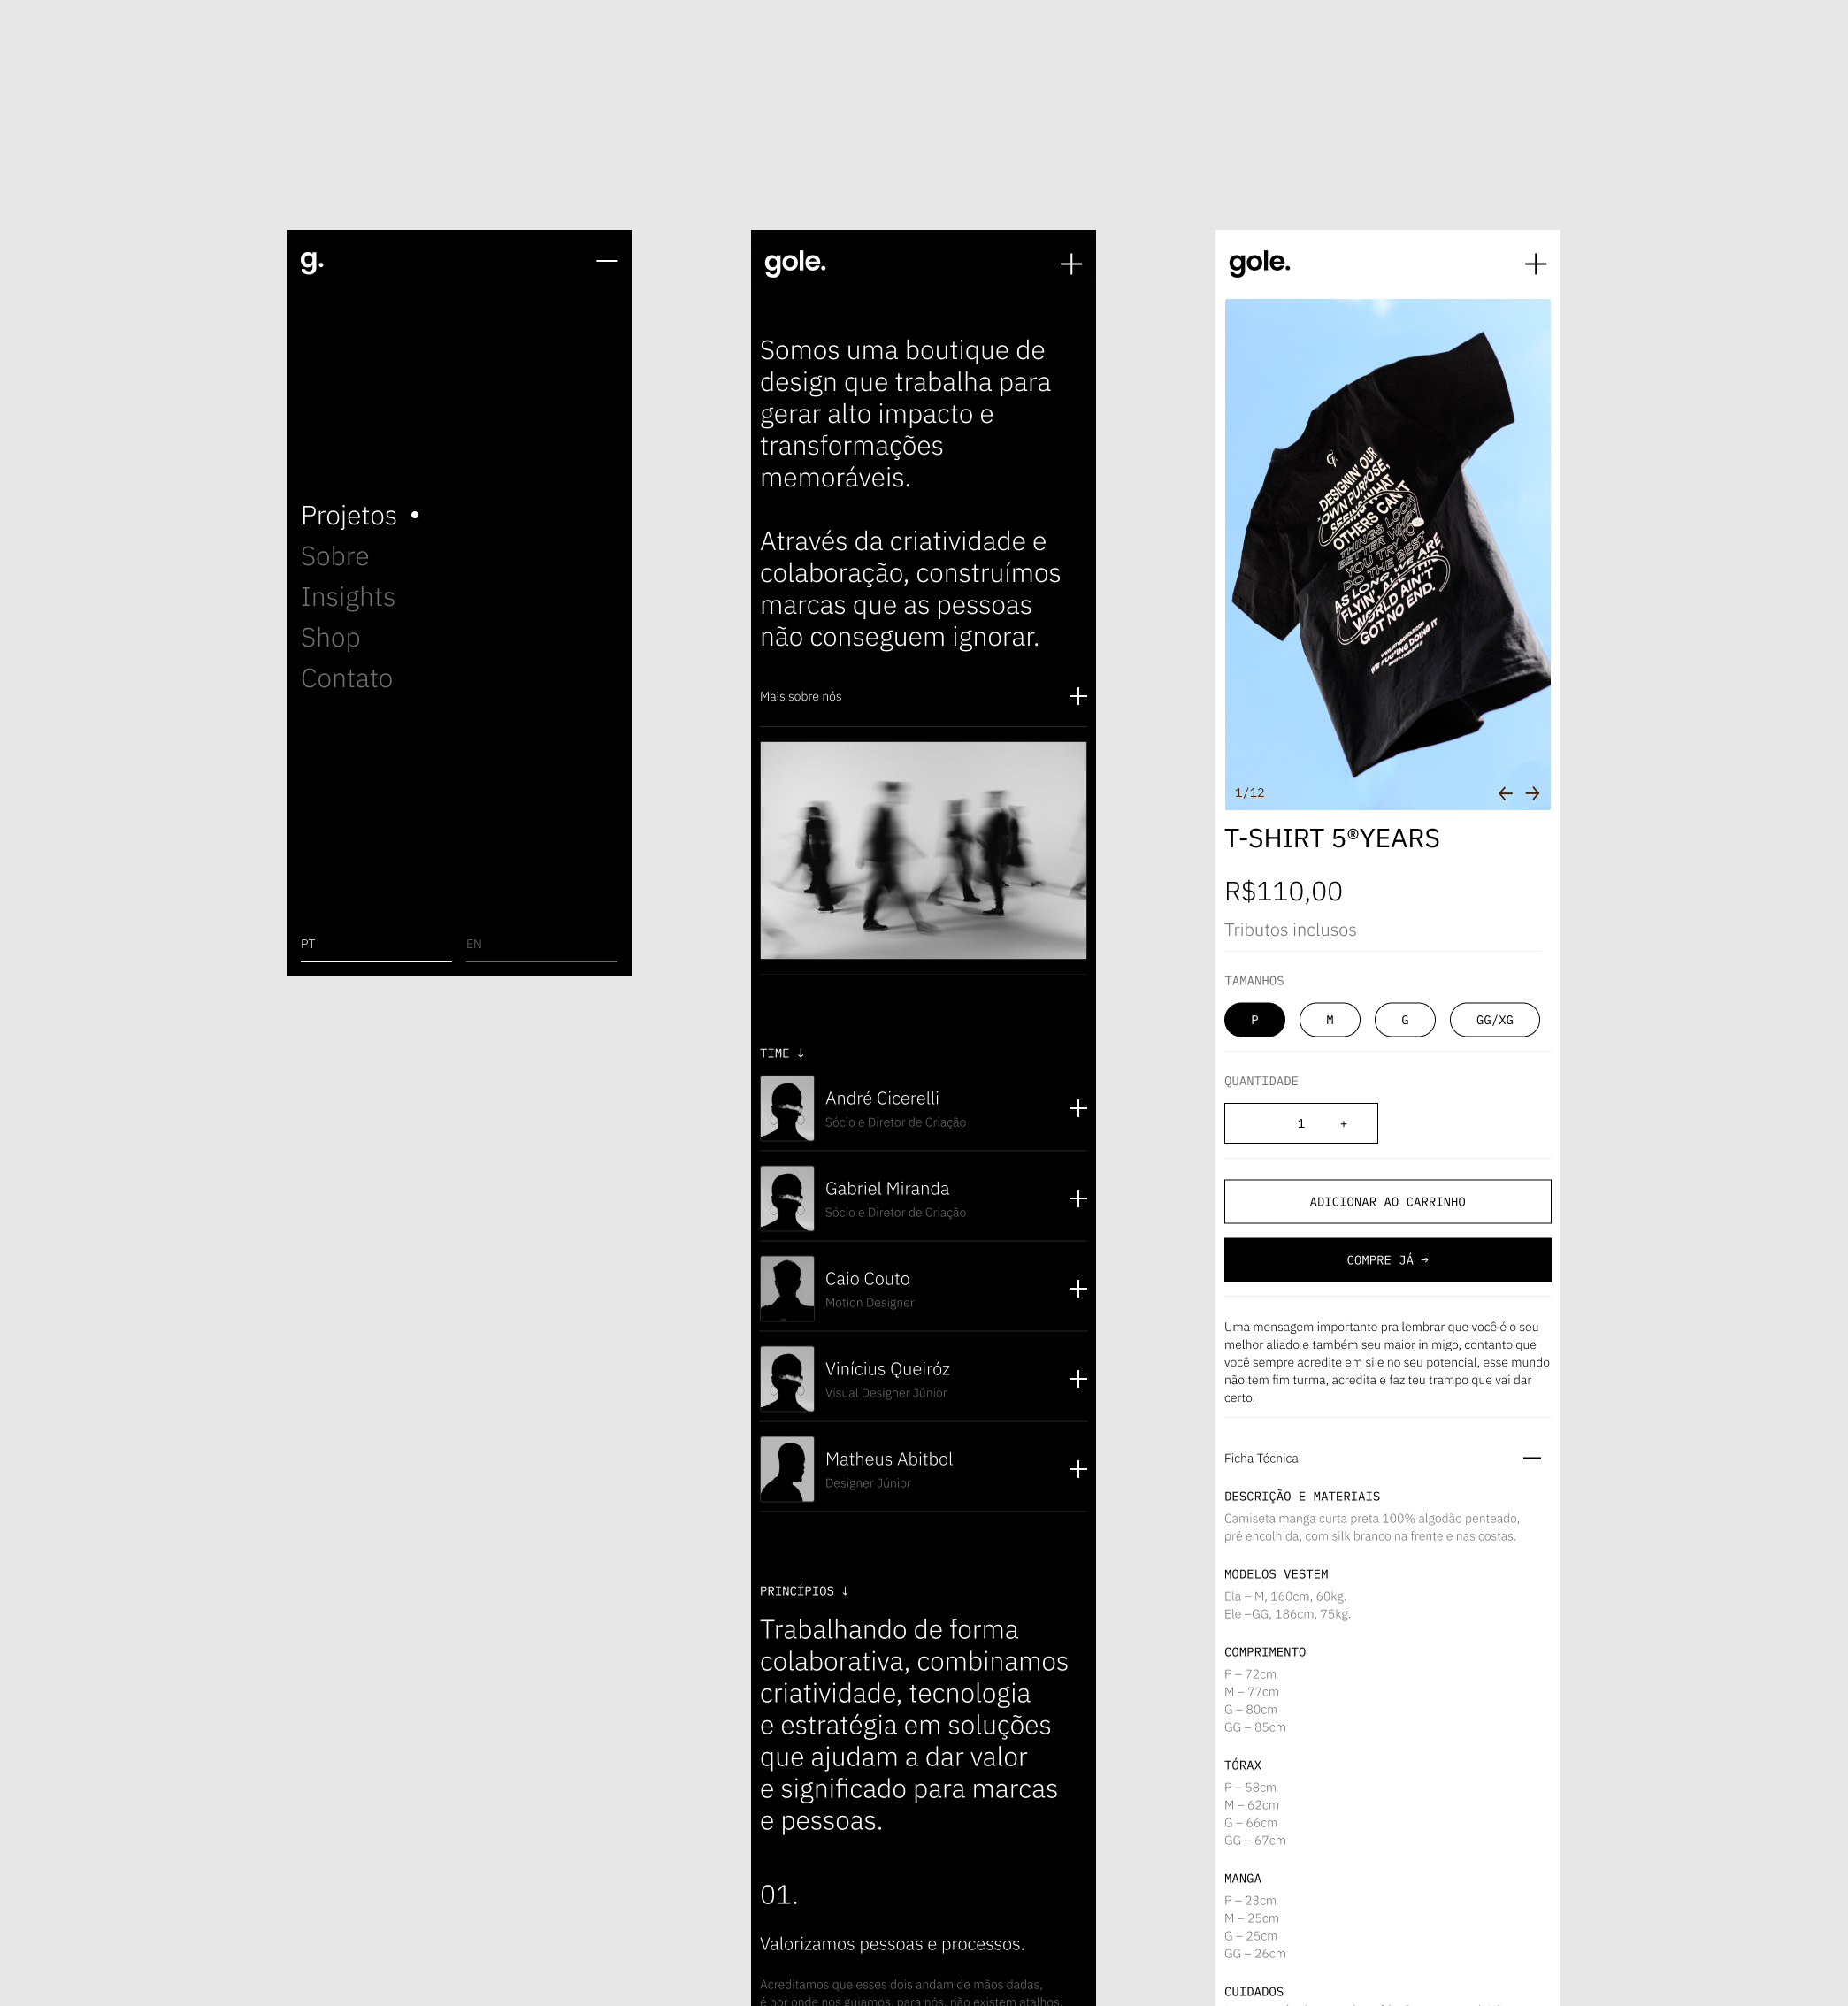 g.
Projetos •
Sobre
Insights
Shop
Contato
PT
EN
gole.
Somos uma boutique de
design que trabalha para
gerar alto impacto e
transformações
memoráveis.
Através da criatividade e
colaboração, construímos
marcas que as pessoas
não conseguem ignorar.
Mais sobre nós
TIME ↓
André Cicerelli
Sócio e Diretor de Criação
Gabriel Miranda
Sócio e Diretor de Criação
Caio Couto
Motion Designer
Vinícius Queiróz
Visual Designer Júnior
Matheus Abitbol
Designer Júnior
PRINCÍPIOS ↓
Trabalhando de forma
colaborativa, combinamos
criatividade, tecnologia
e estratégia em soluções
que ajudam a dar valor
e significado para marcas
e pessoas.
01.
Valorizamos pessoas e processos.
Acreditamos que esses dois andam de mãos dadas,
é por onde nos guiamos, para nós, não existem atalhos.
gole.
DESIGNIN' OUR
OWN PURPOSE,
SEEING WHAT
OTHERS CAN'T
THINGS LOOK
BETTER WHEN
YOU TRY TO
DO THE BEST
AS LONG WE ARE
FLYIN', ALL THIS
WORLD AIN'T
GOT NO END.
DOING IT
1/12
← →
T-SHIRT 5®YEARS
R$110,00
Tributos inclusos
TAMANHOS
P M G GG/XG
QUANTIDADE
1 +
ADICIONAR AO CARRINHO
COMPRE JÁ →
Uma mensagem importante pra lembrar que você é o seu
melhor aliado e também seu maior inimigo, contanto que
você sempre acredite em si e no seu potencial, esse mundo
não tem fim turma, acredita e faz teu trampo que vai dar
certo.
Ficha Técnica
DESCRIÇÃO E MATERIAIS
Camiseta manga curta preta 100% algodão penteado,
pré encolhida, com silk branco na frente e nas costas.
MODELOS VESTEM
Ela – M, 160cm, 60kg.
Ele –GG, 186cm, 75kg.
COMPRIMENTO
P – 72cm
M – 77cm
G – 80cm
GG – 85cm
TÓRAX
P – 58cm
M – 62cm
G – 66cm
GG – 67cm
MANGA
P – 23cm
M – 25cm
G – 25cm
GG – 26cm
CUIDADOS